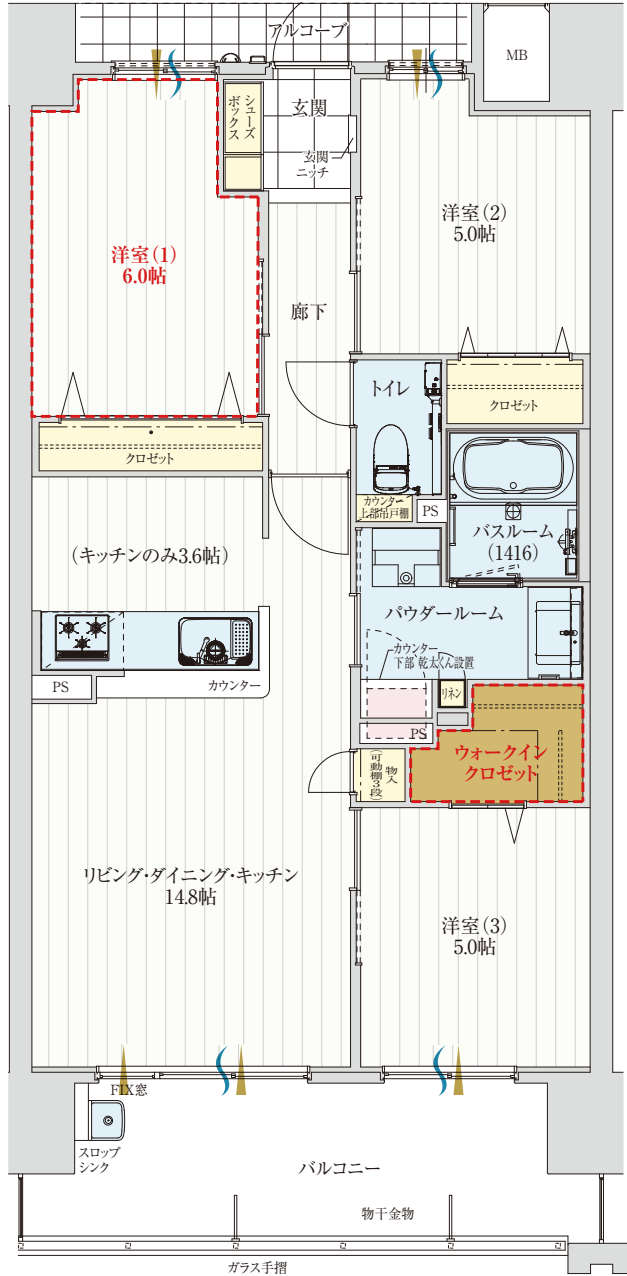 アルコーブ
MB
シューズ
ボックス
玄関
玄関
ニッチ
洋室(1)
6.0帖
洋室(2)
5.0帖
廊下
トイレ
クロゼット
クロゼット
カウンター
上部吊戸棚
PS
バスルーム
(1416)
(キッチンのみ3.6帖)
パウダールーム
カウンター
下部 乾太くん設置
リネン
PS
カウンター
PS
物入
(可動棚3段)
ウォークイン
クロゼット
リビング・ダイニング・キッチン
14.8帖
洋室(3)
5.0帖
FIX窓
スロップ
シンク
バルコニー
物干金物
ガラス手摺